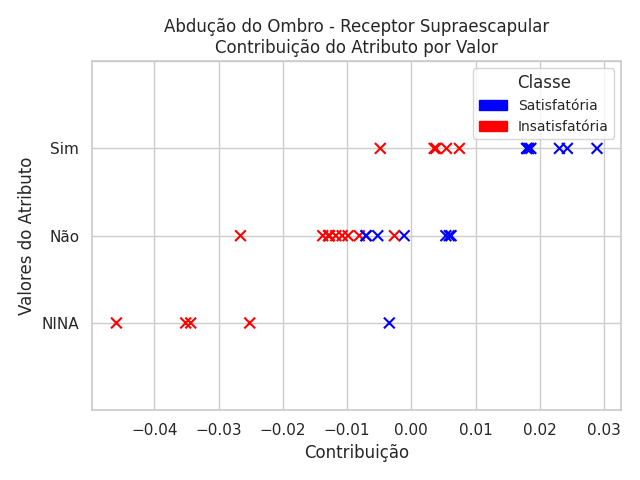 Abdução do Ombro - Receptor Supraescapular
Contribuição do Atributo por Valor
Classe
Satisfatória
Insatisfatória
Valores do Atributo
Sim
Não
NINA
−0.04 −0.03 −0.02 −0.01 0.00 0.01 0.02 0.03
Contribuição